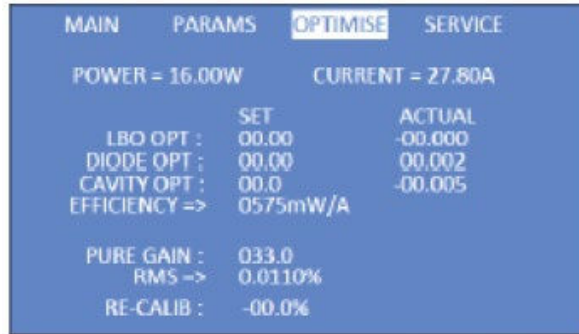 MAIN PARAMS OPTIMISE SERVICE
POWER = 16.00W CURRENT = 27.80A
SET ACTUAL
LBO OPT : 00.00 -00.000
DIODE OPT : 00.00 00.002
CAVITY OPT : 00.0 -00.005
EFFICIENCY => 0575mW/A
PURE GAIN : 033.0
RMS => 0.0110%
RE-CALIB : -00.0%